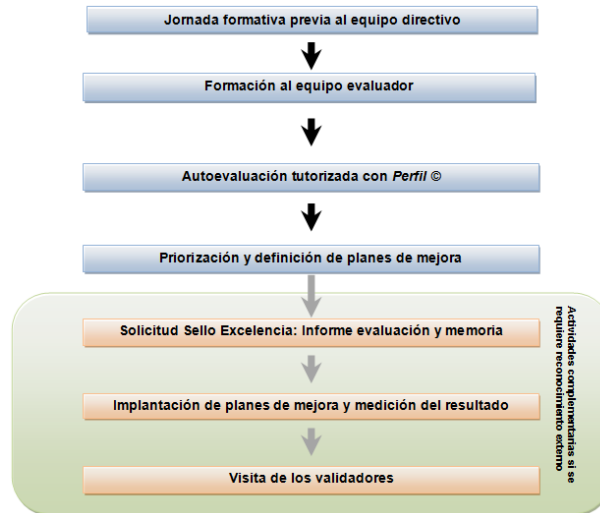 Jornada formativa previa al equipo directivo
Formación al equipo evaluador
Autoevaluación tutorizada con Perfil ©
Priorización y definición de planes de mejora
Solicitud Sello Excelencia: Informe evaluación y memoria
Implantación de planes de mejora y medición del resultado
Visita de los validadores
Actividades complementarias si se
requiere reconocimiento externo